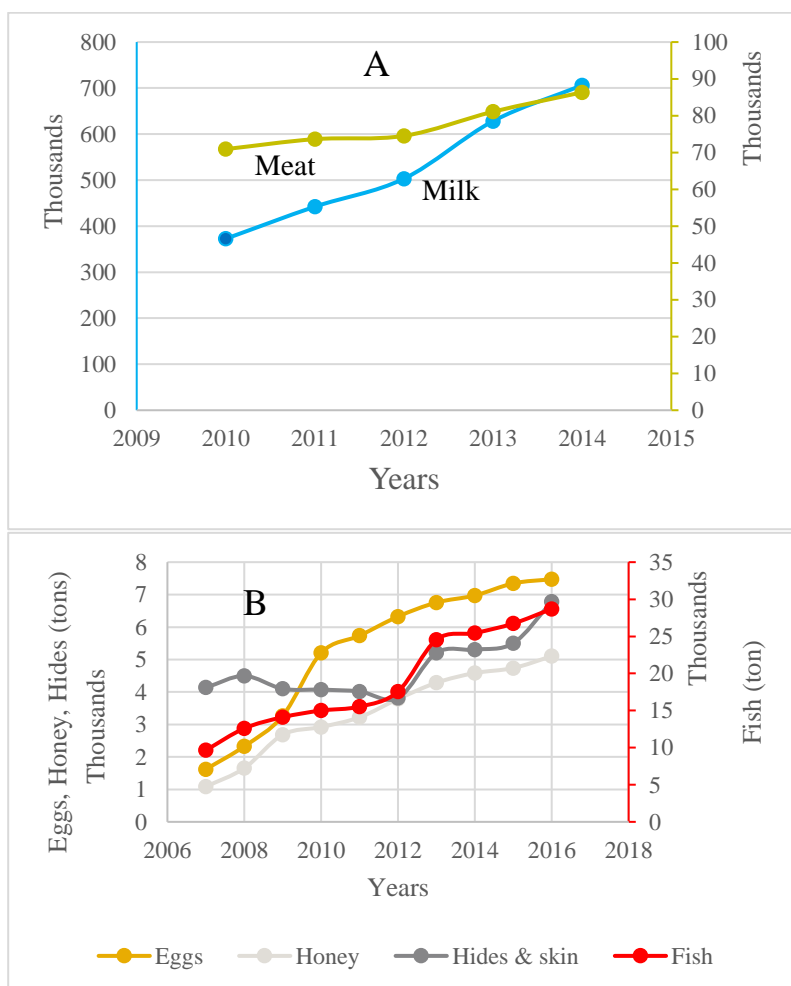 A
800
700
600
500
400
300
200
100
0
Thousands
100
90
80
70
60
50
40
30
20
10
0
Thousands
Meat
Milk
2009 2010 2011 2012 2013 2014 2015
Years
B
8
7
6
5
4
3
2
1
0
Eggs, Honey, Hides (tons)
Thousands
35
30
25
20
15
10
5
0
Thousands
Fish (ton)
2006 2008 2010 2012 2014 2016 2018
Years
Eggs Honey Hides & skin Fish